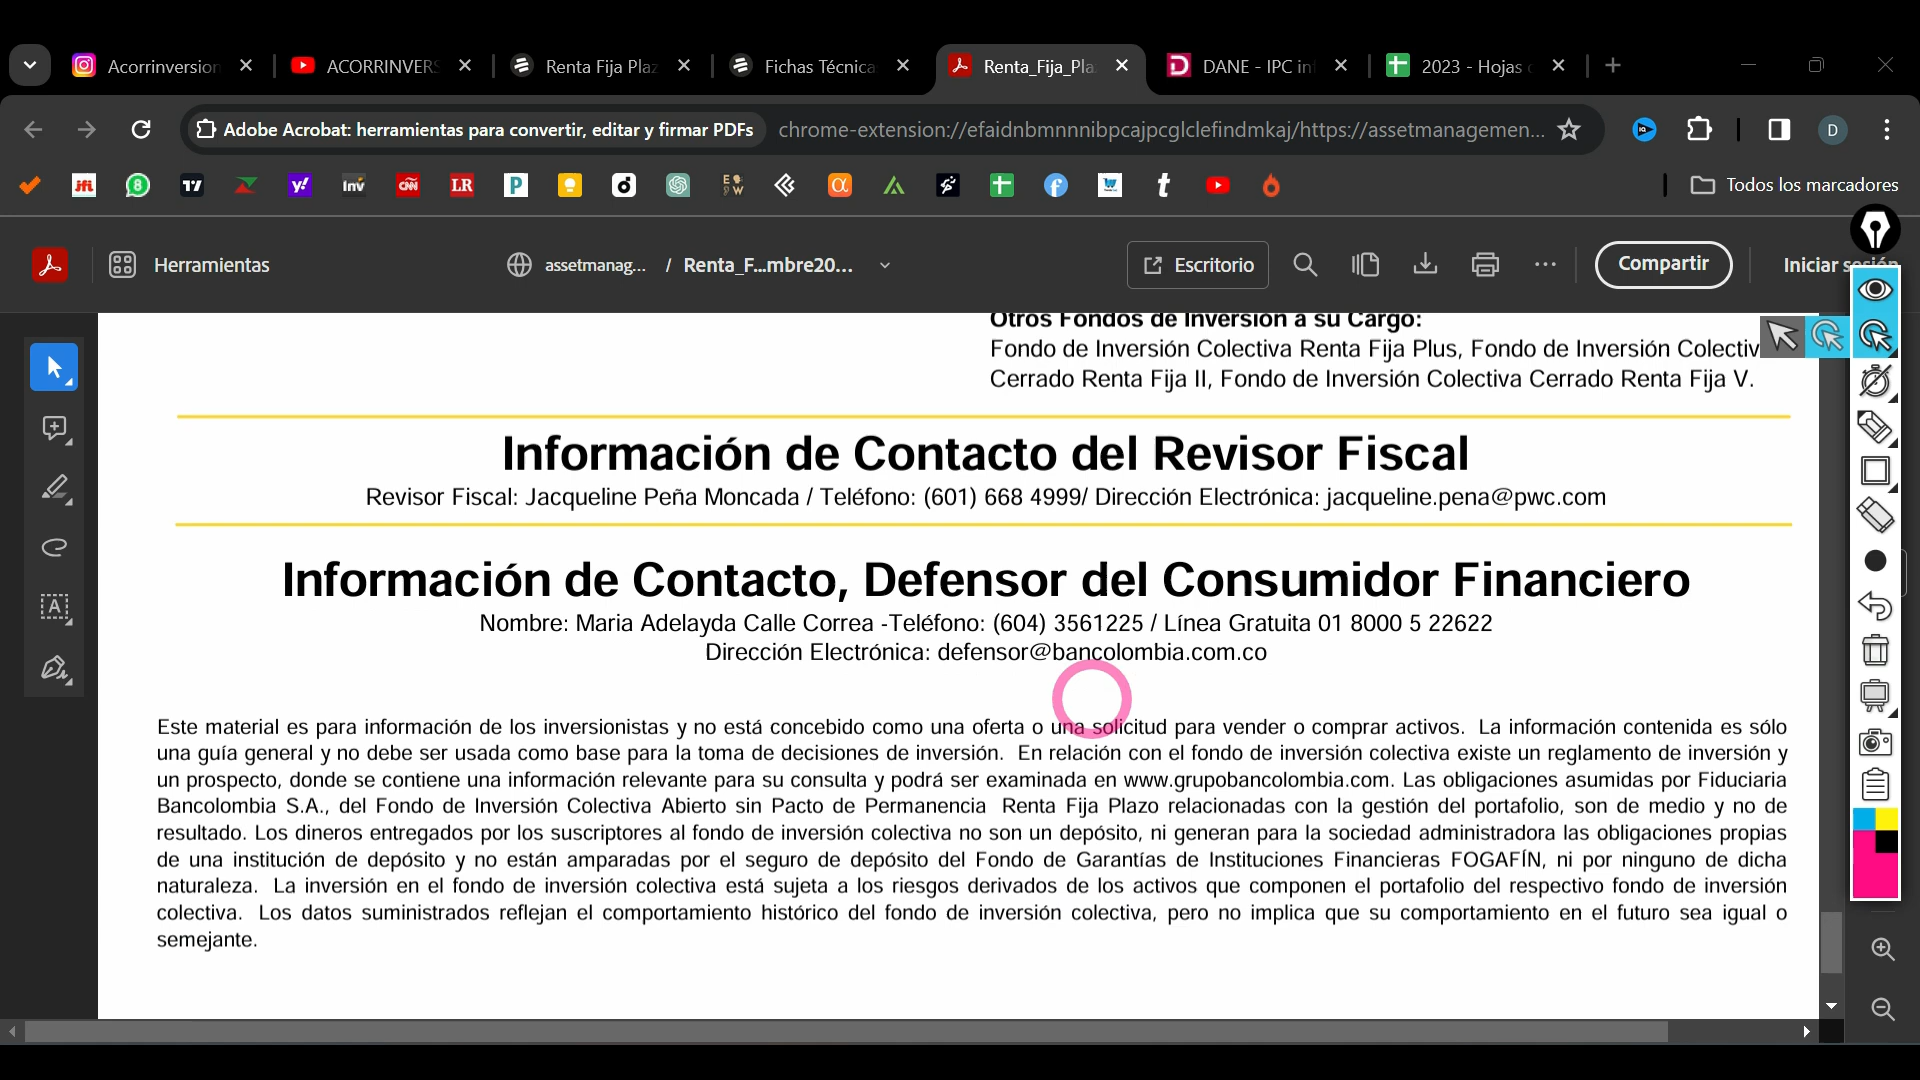 Acorrinversion
ACORRINVERS
Renta Fija Plaz
Fichas Técnica
Renta_Fija_Pla
DANE - IPC in
2023 - Hojas
Adobe Acrobat: herramientas para convertir, editar y firmar PDFs
chrome-extension://efaidnbmnnnibpcajpcglclefindmkaj/https://assetmanagemen...
D
Todos los marcadores
Herramientas
assetmanag... / Renta_F...mbre20...
Escritorio
Compartir
Iniciar sesión
Otros Fondos de Inversión a su Cargo:
Fondo de Inversión Colectiva Renta Fija Plus, Fondo de Inversión Colectiv
Cerrado Renta Fija II, Fondo de Inversión Colectiva Cerrado Renta Fija V.
Información de Contacto del Revisor Fiscal
Revisor Fiscal: Jacqueline Peña Moncada / Teléfono: (601) 668 4999/ Dirección Electrónica: jacqueline.pena@pwc.com
Información de Contacto, Defensor del Consumidor Financiero
Nombre: Maria Adelayda Calle Correa -Teléfono: (604) 3561225 / Línea Gratuita 01 8000 5 22622
Dirección Electrónica: defensor@bancolombia.com.co
Este material es para información de los inversionistas y no está concebido como una oferta o una solicitud para vender o comprar activos. La información contenida es sólo
una guía general y no debe ser usada como base para la toma de decisiones de inversión. En relación con el fondo de inversión colectiva existe un reglamento de inversión y
un prospecto, donde se contiene una información relevante para su consulta y podrá ser examinada en www.grupobancolombia.com. Las obligaciones asumidas por Fiduciaria
Bancolombia S.A., del Fondo de Inversión Colectiva Abierto sin Pacto de Permanencia Renta Fija Plazo relacionadas con la gestión del portafolio, son de medio y no de
resultado. Los dineros entregados por los suscriptores al fondo de inversión colectiva no son un depósito, ni generan para la sociedad administradora las obligaciones propias
de una institución de depósito y no están amparadas por el seguro de depósito del Fondo de Garantías de Instituciones Financieras FOGAFÍN, ni por ninguno de dicha
naturaleza. La inversión en el fondo de inversión colectiva está sujeta a los riesgos derivados de los activos que componen el portafolio del respectivo fondo de inversión
colectiva. Los datos suministrados reflejan el comportamiento histórico del fondo de inversión colectiva, pero no implica que su comportamiento en el futuro sea igual o
semejante.